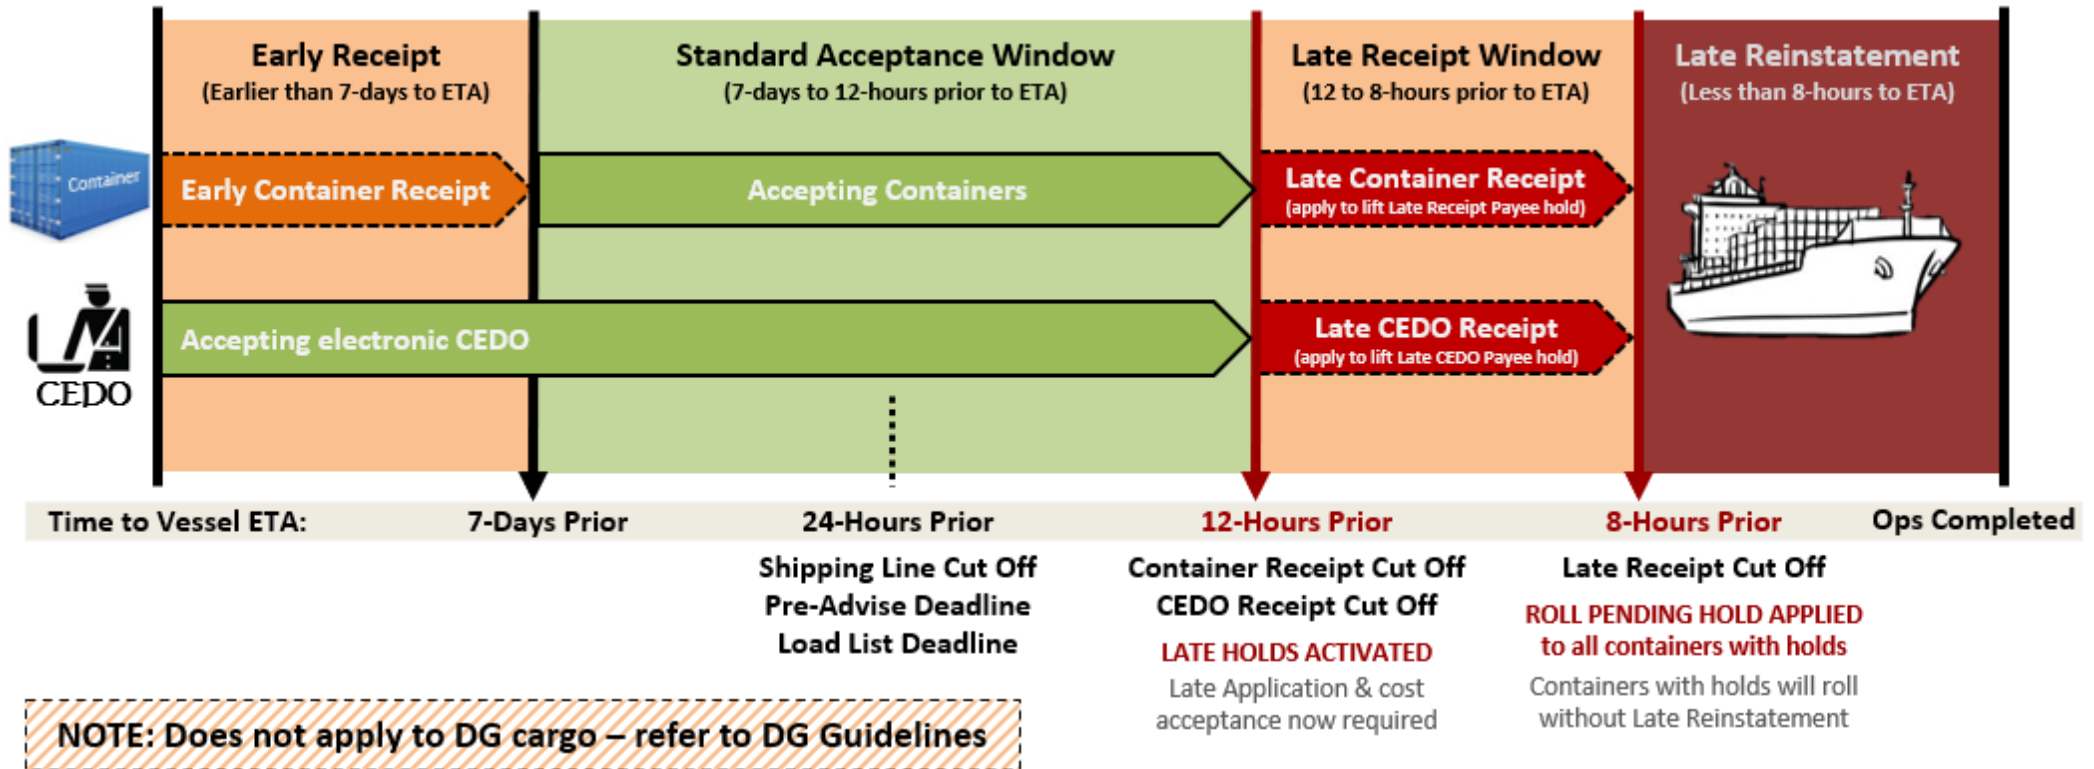 Early Receipt
(Earlier than 7-days to ETA)
Standard Acceptance Window
(7-days to 12-hours prior to ETA)
Late Receipt Window
(12 to 8-hours prior to ETA)
Late Reinstatement
(Less than 8-hours to ETA)
Container
Early Container Receipt
Accepting Containers
Late Container Receipt
(apply to lift Late Receipt Payee hold)
CEDO
Accepting electronic CEDO
Late CEDO Receipt
(apply to lift Late CEDO Payee hold)
Time to Vessel ETA:
7-Days Prior
24-Hours Prior
12-Hours Prior
8-Hours Prior
Ops Completed
Shipping Line Cut Off
Pre-Advise Deadline
Load List Deadline
Container Receipt Cut Off
CEDO Receipt Cut Off
LATE HOLDS ACTIVATED
Late Application & cost
acceptance now required
Late Receipt Cut Off
ROLL PENDING HOLD APPLIED
to all containers with holds
Containers with holds will roll
without Late Reinstatement
NOTE: Does not apply to DG cargo – refer to DG Guidelines